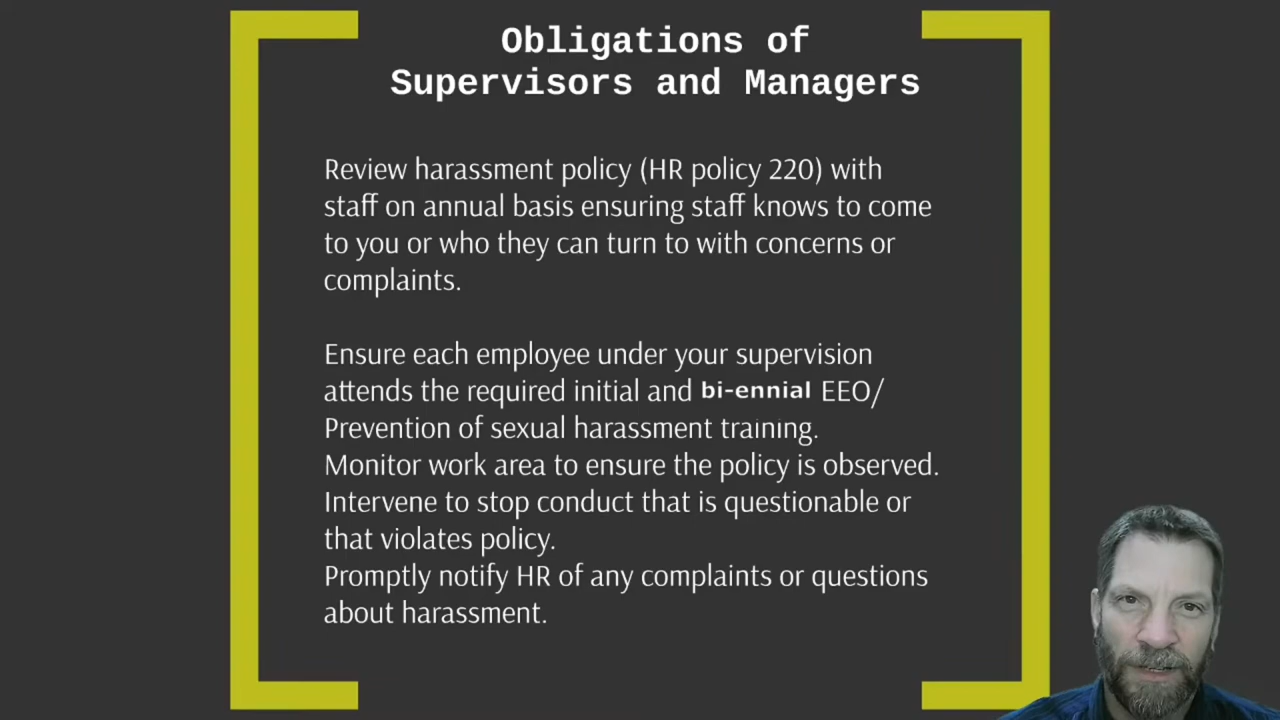 Obligations of
Supervisors and Managers
Review harassment policy (HR policy 220) with
staff on annual basis ensuring staff knows to come
to you or who they can turn to with concerns or
complaints.
Ensure each employee under your supervision
attends the required initial and bi-ennial EEO/
Prevention of sexual harassment training.
Monitor work area to ensure the policy is observed.
Intervene to stop conduct that is questionable or
that violates policy.
Promptly notify HR of any complaints or questions
about harassment.